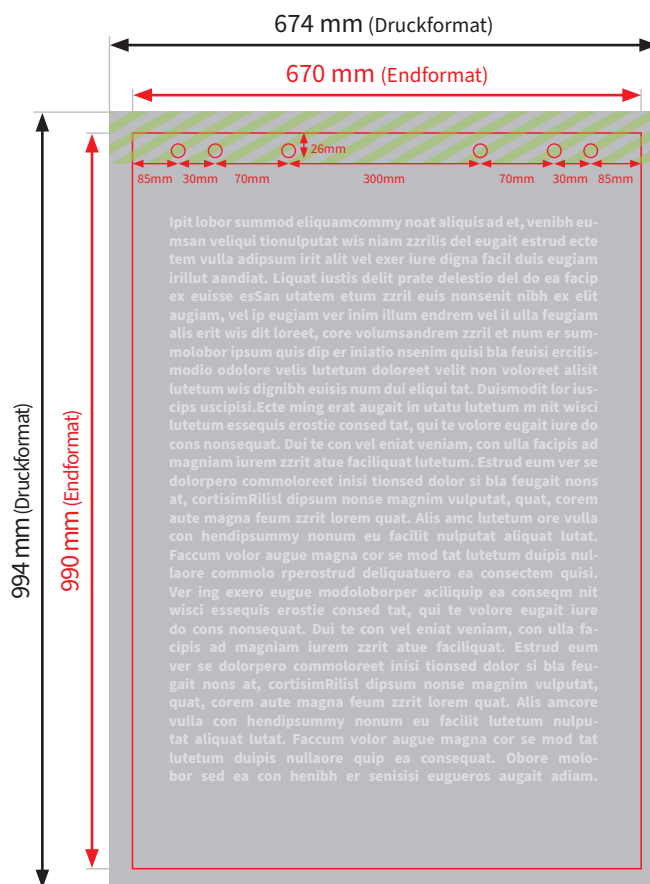 674 mm (Druckformat)
670 mm (Endformat)
26mm
85mm 30mm 70mm 300mm 70mm 30mm 85mm
994 mm (Druckformat)
990 mm (Endformat)
Ipit lobor summod eliquamcommy noat aliquis ad et, venibh eu-
msan veliqui tionulputat wis niam zzrilis del eugait estrud ecte
tem vulla adipsum irit alit vel exer iure digna facil duis eugiam
irillut aandiat. Liquat iustis delit prate delestio del do ea facip
ex euisse esSan utatem etum zzril euis nonsenit nibh ex elit
augiam, vel ip eugiam ver inim illum endrem vel il ulla feugiam
alis erit wis dit loreet, core volumsandrem zzril et num er sum-
molobor ipsum quis dip er iniatio nsenim quisi bla feuisi ercilis-
modio odolore velis lutetum doloreet velit non voloreet alisit
lutetum wis dignibh euisis num dui eliqui tat. Duismodit lor ius-
cips uscipisi.Ecte ming erat augait in utatu lutetum m nit wisci
lutetum essequis erostie consed tat, qui te volore eugait iure do
cons nonsequat. Dui te con vel eniat veniam, con ulla facipis ad
magniam iurem zzrit atue faciliquat lutetum. Estrud eum ver se
dolorpero commoloreet inisi tionsed dolor si bla feugait nons
at, cortisimRilisl dipsum nonse magnim vulputat, quat, corem
aute magna feum zzrit lorem quat. Alis amc lutetum ore vulla
con hendipsummy nonum eu facilit nulputat aliquat lutat.
Faccum volor augue magna cor se mod tat lutetum duipis nul-
laore commolo rperostrud deliquatuero ea consectem quisi.
Ver ing exero eugue modoloborper aciliquip ea conseqm nit
wisci essequis erostie consed tat, qui te volore eugait iure
do cons nonsequat. Dui te con vel eniat veniam, con ulla fa-
cipis ad magniam iurem zzrit atue faciliquat. Estrud eum
ver se dolorpero commoloreet inisi tionsed dolor si bla feu-
gait nons at, cortisimRilisl dipsum nonse magnim vulputat,
quat, corem aute magna feum zzrit lorem quat. Alis amcore
vulla con hendipsummy nonum eu facilit lutetum nulpu-
tat aliquat lutat. Faccum volor augue magna cor se mod tat
lutetum duipis nullaore quip ea consequat. Obore molo-
bor sed ea con henibh er senisisi eugueros augait adiam.